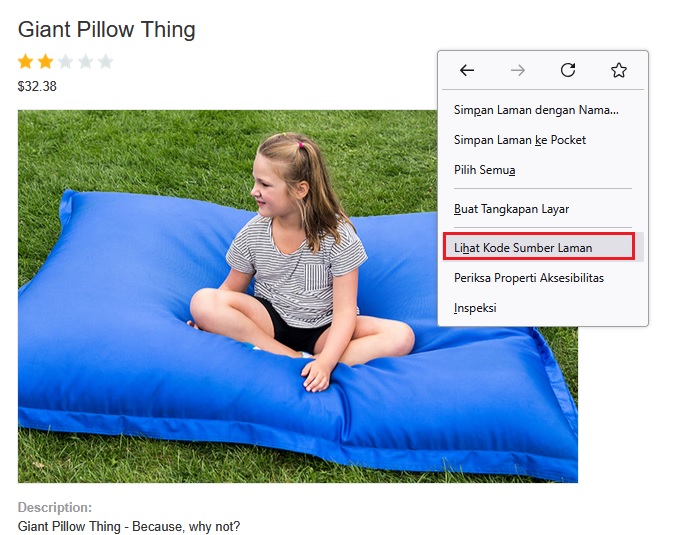 Giant Pillow Thing
$32.38
Simpan Laman dengan Nama...
Simpan Laman ke Pocket
Pilih Semua
Buat Tangkapan Layar
Lihat Kode Sumber Laman
Periksa Properti Aksesibilitas
Inspeksi
Description:
Giant Pillow Thing - Because, why not?